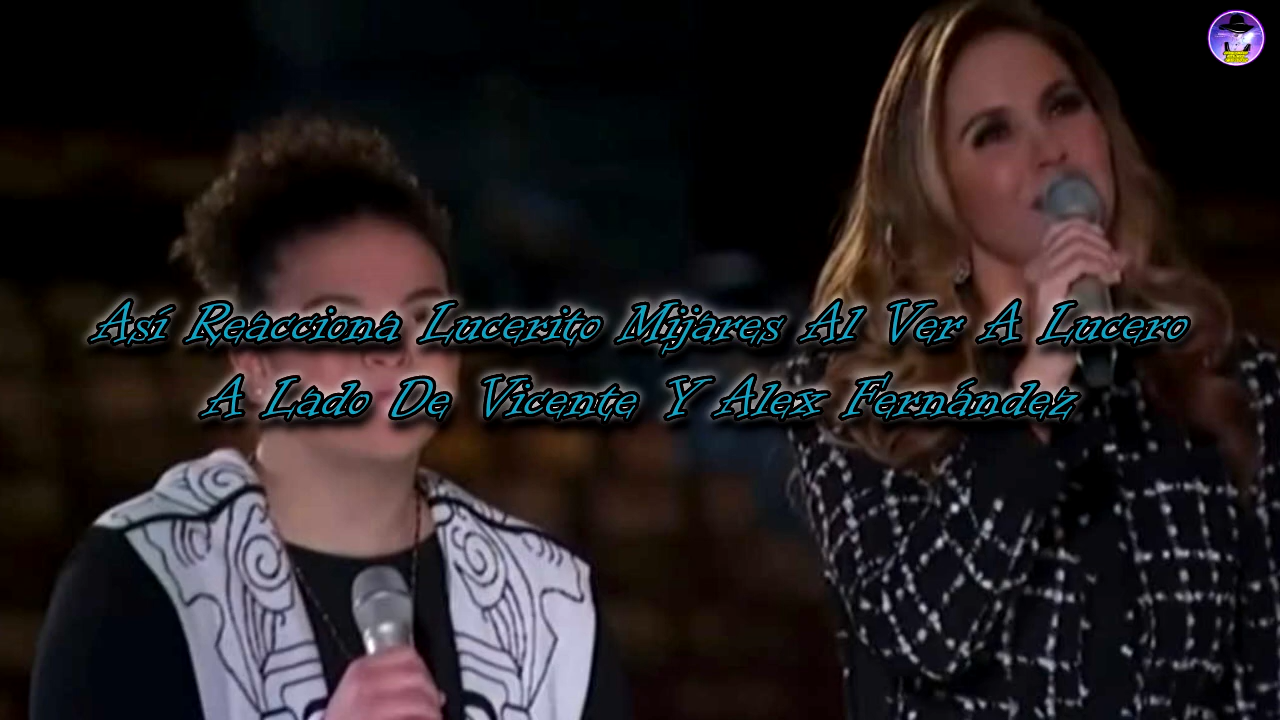 Así Reacciona Lucerito Mijares Al Ver A Lucero
A Lado De Vicente Y Alex Fernández